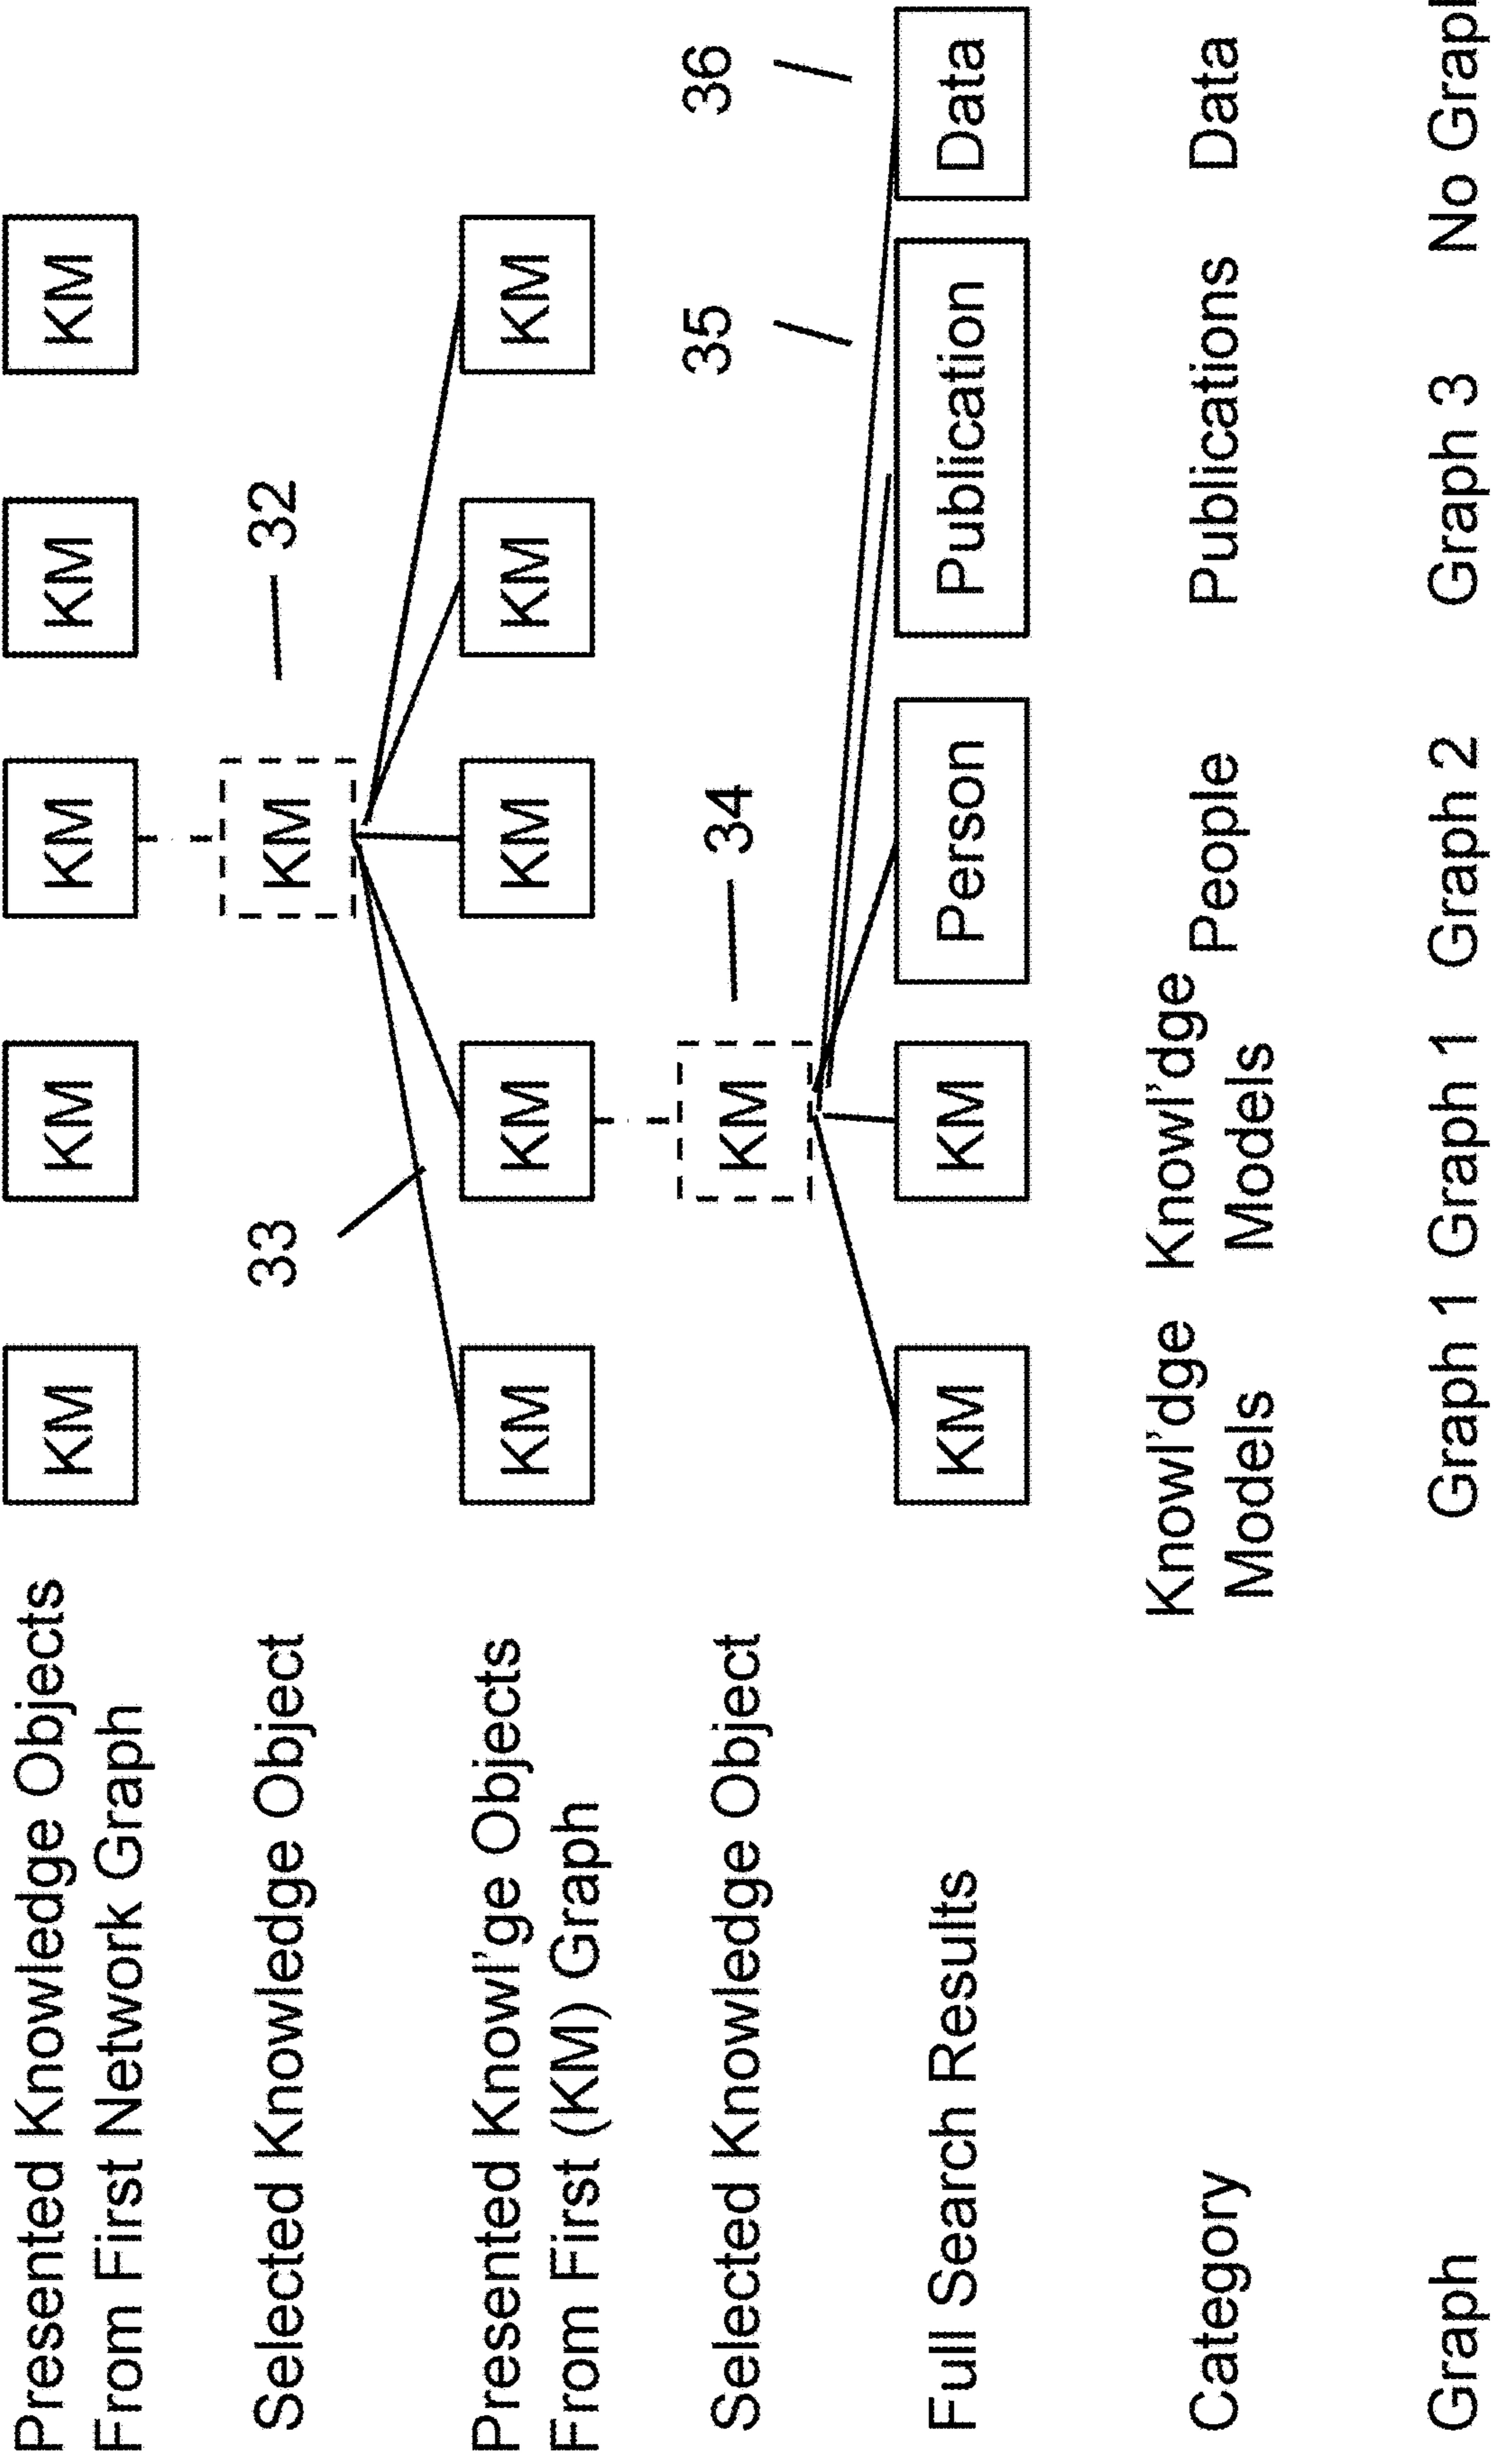 Presented Knowledge Objects
From First Network Graph
KM KM KM KM KM
Selected Knowledge Object
KM
32
33
Presented Knowl'ge Objects
From First (KM) Graph
KM KM KM KM KM
Selected Knowledge Object
KM
34
35
36
Full Search Results
KM KM Person Publication Data
Category
Knowl'dge
Models
Knowl'dge
Models
People
Publications
Data
Graph
Graph 1 Graph 1 Graph 2 Graph 3 No Graph